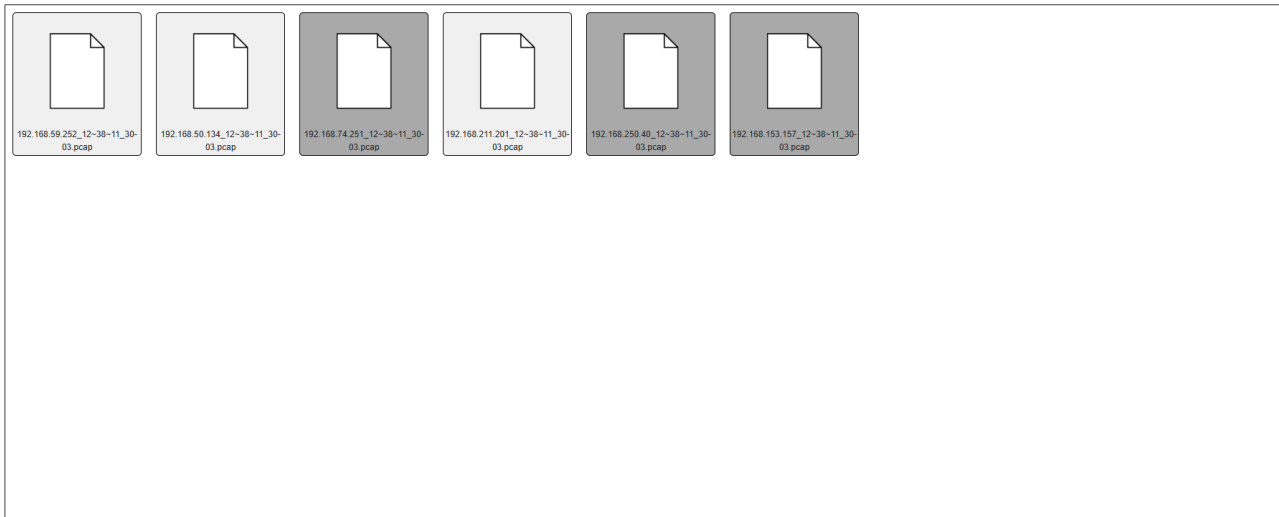 192.168.59.252_12~38~11_30-
03.pcap
192.168.50.134_12~38~11_30-
03.pcap
192.168.74.251_12~38~11_30-
03.pcap
192.168.211.201_12~38~11_30-
03.pcap
192.168.250.40_12~38~11_30-
03.pcap
192.168.153.157_12~38~11_30-
03.pcap